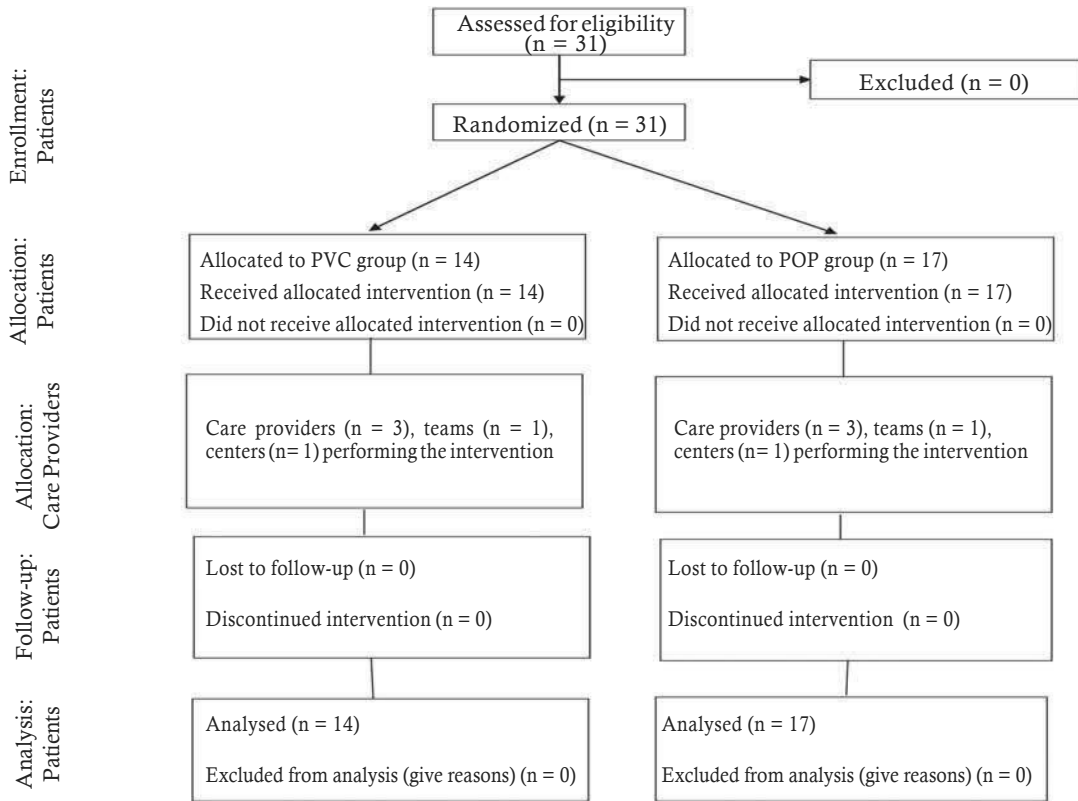 Assessed for eligibility
(n = 31)
Excluded (n = 0)
Randomized (n = 31)
Enrollment:
Patients
Allocation:
Patients
Allocated to PVC group (n = 14)
Received allocated intervention (n = 14)
Did not receive allocated intervention (n = 0)
Allocated to POP group (n = 17)
Received allocated intervention (n = 17)
Did not receive allocated intervention (n = 0)
Allocation:
Care Providers
Care providers (n = 3), teams (n = 1),
centers (n= 1) performing the intervention
Care providers (n = 3), teams (n = 1),
centers (n= 1) performing the intervention
Follow-up:
Patients
Lost to follow-up (n = 0)
Discontinued intervention (n = 0)
Lost to follow-up (n = 0)
Discontinued intervention (n = 0)
Analysis:
Patients
Analysed (n = 14)
Excluded from analysis (give reasons) (n = 0)
Analysed (n = 17)
Excluded from analysis (give reasons) (n = 0)